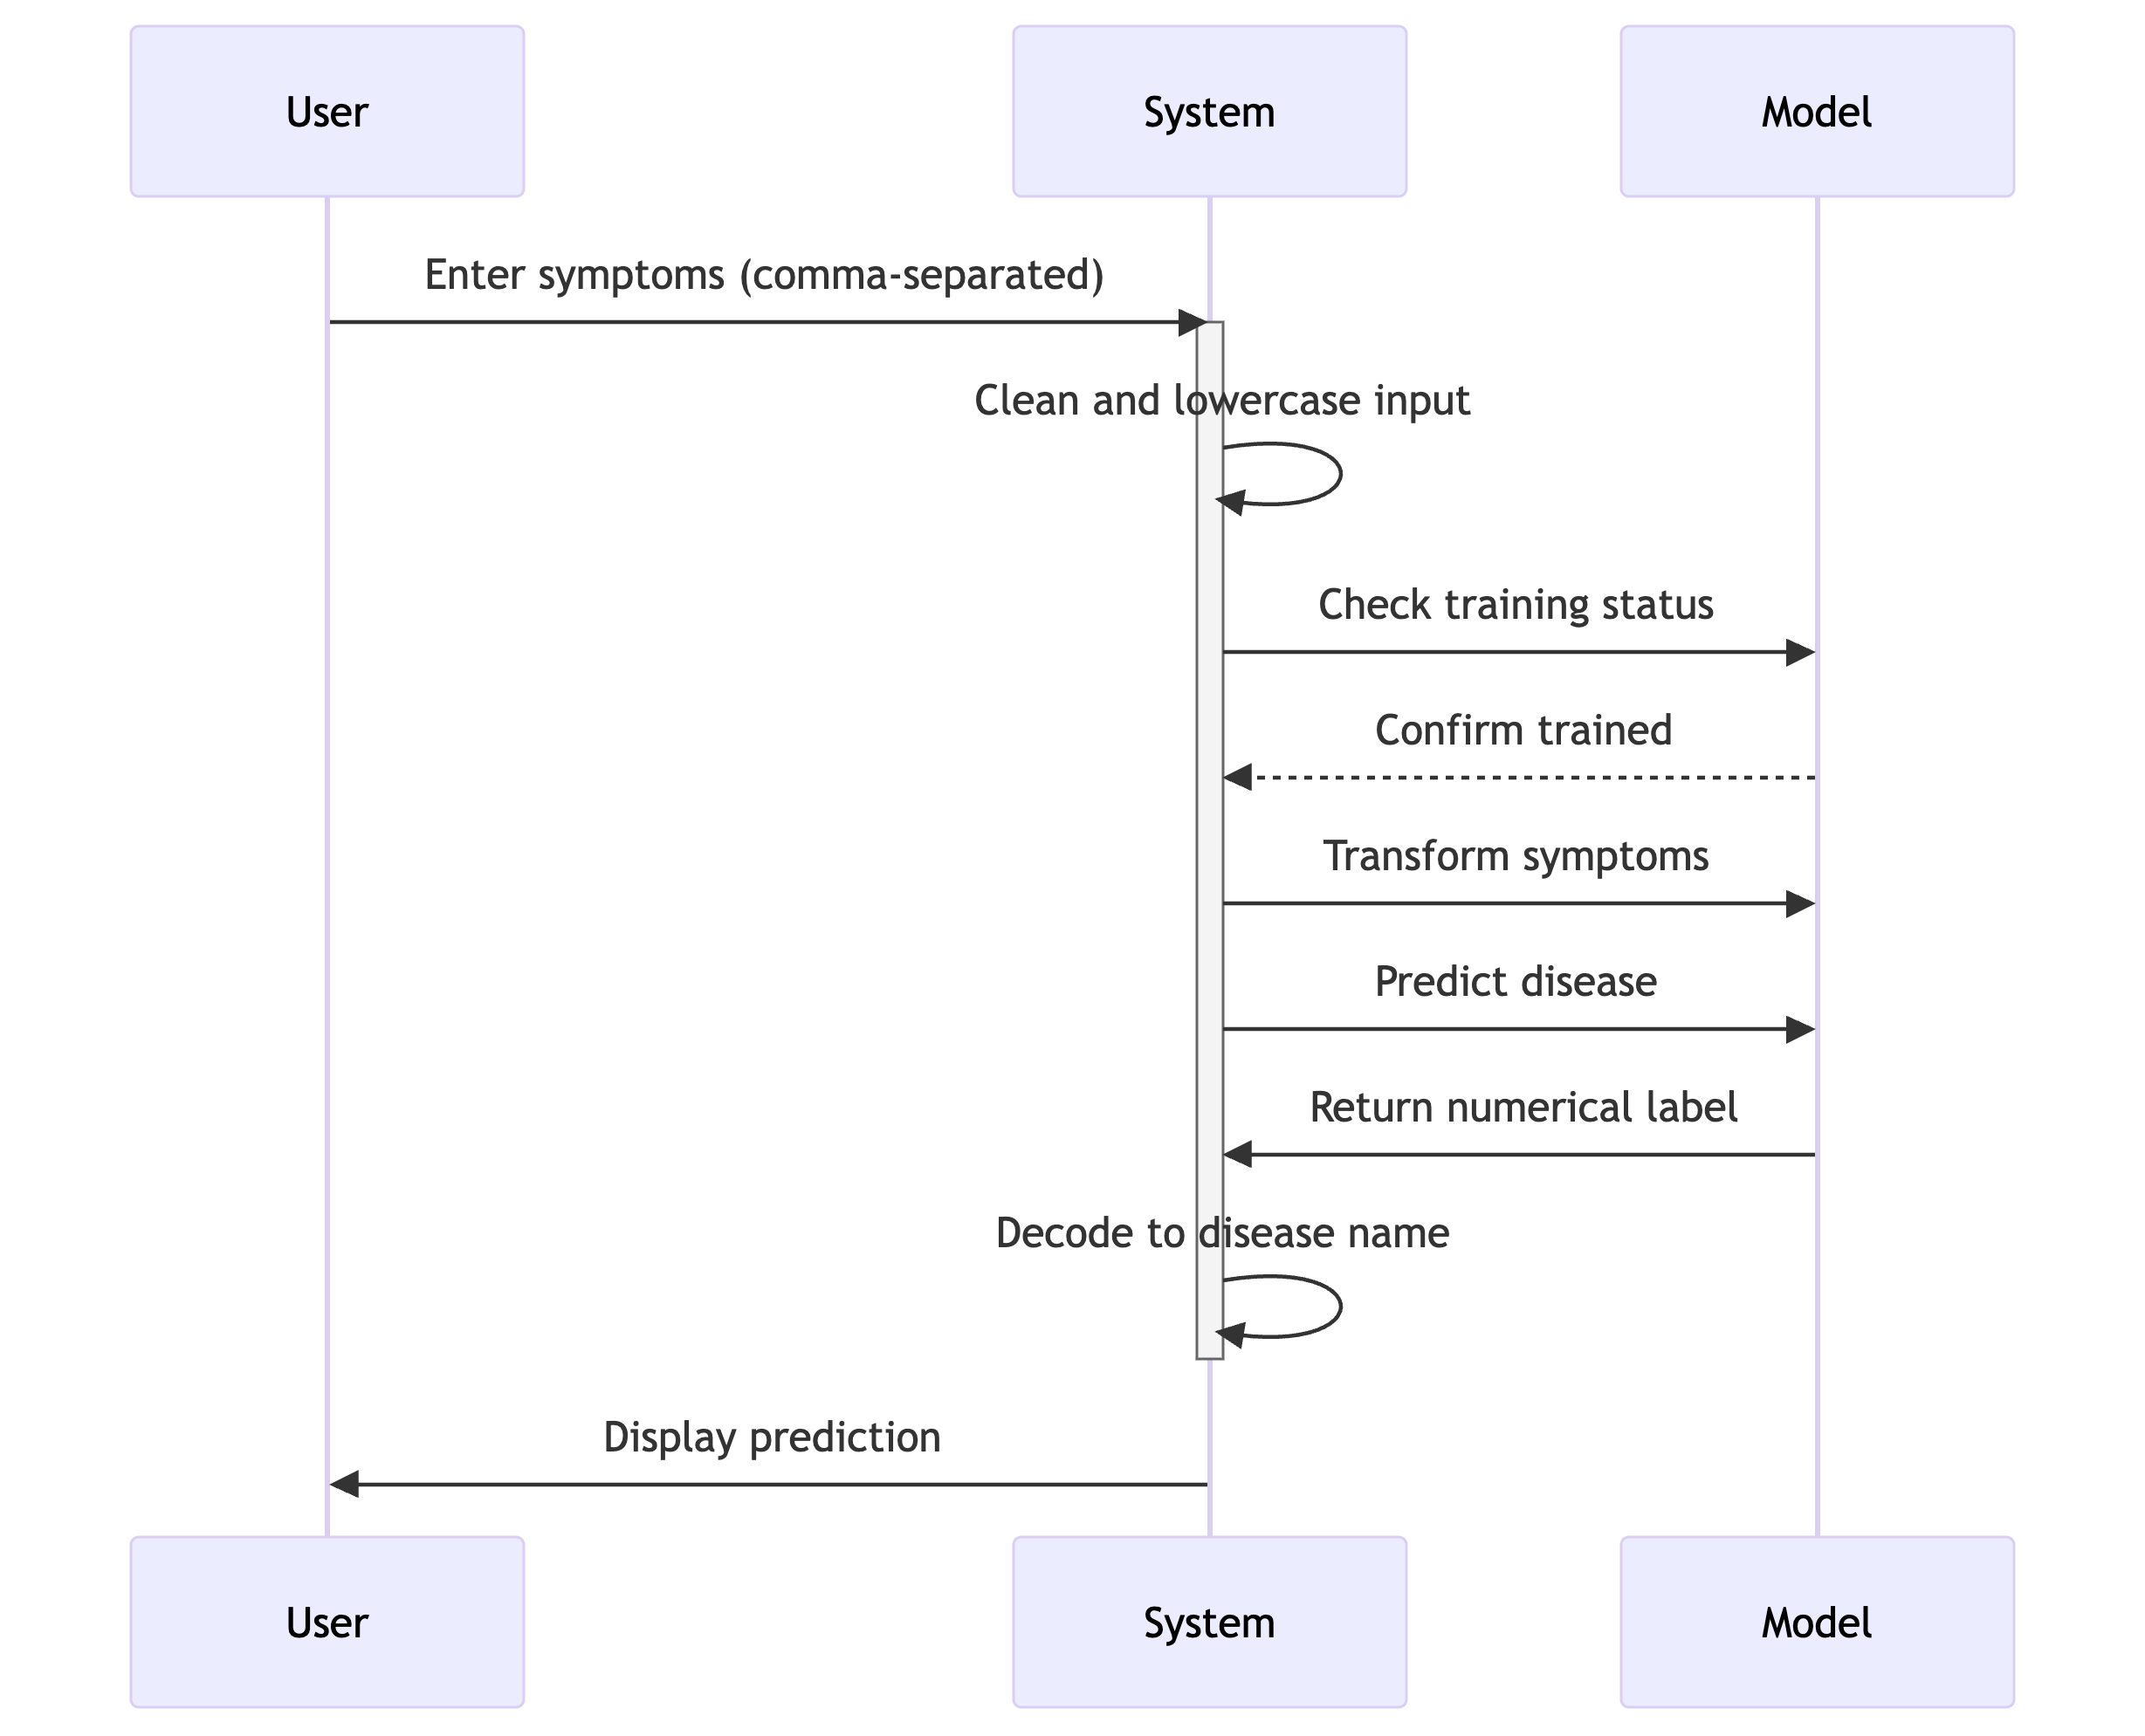 User
System
Model
Enter symptoms (comma-separated)
Clean and lowercase input
Check training status
Confirm trained
Transform symptoms
Predict disease
Return numerical label
Decode to disease name
Display prediction
User
System
Model